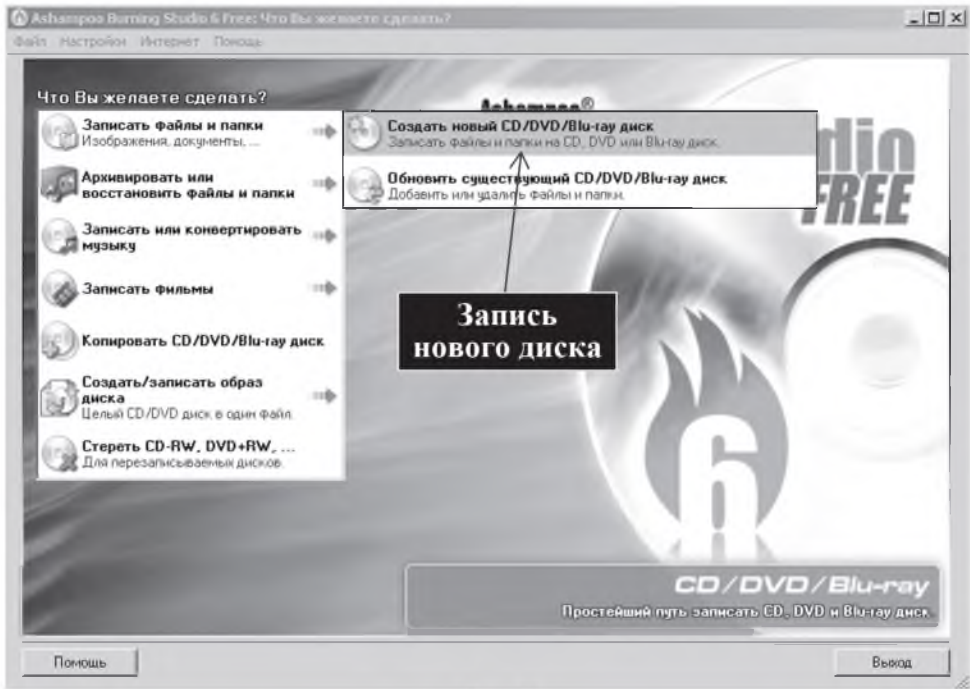 Ashampoo Burning Studio 6 Free: Что Вы желаете сделать?
Файл Настройки Интернет Помощь
Что Вы желаете сделать?
Ashampoo®
Записать файлы и папки
Изображения, документы, ...
Создать новый CD/DVD/Blu-ray диск
Записать файлы и папки на CD, DVD или Blu-ray диск.
Архивировать или
восстановить файлы и папки
Обновить существующий CD/DVD/Blu-ray диск
Добавить или удалить файлы и папки.
FREE
Записать или конвертировать
музыку
Записать фильмы
Запись
нового диска
Копировать CD/DVD/Blu-ray диск
Создать/записать образ
диска
Целый CD/DVD диск в один файл.
Стереть CD-RW, DVD+RW, ...
Для перезаписываемых дисков.
6
CD/DVD/Blu-ray
Простейший путь записать CD, DVD и Blu-ray диск.
Помощь
Выход